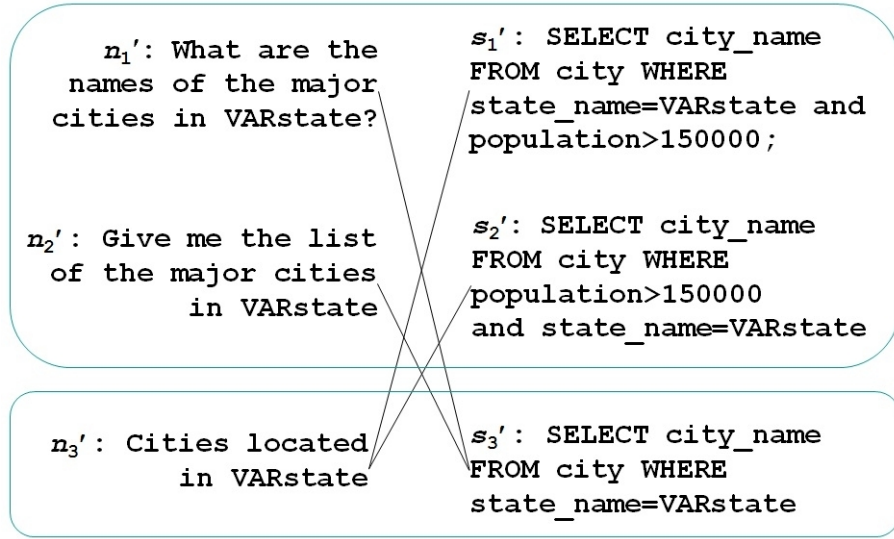 n₁′: What are the
names of the major
cities in VARstate?
s₁′: SELECT city_name
FROM city WHERE
state_name=VARstate and
population>150000;
n₂′: Give me the list
of the major cities
in VARstate
s₂′: SELECT city_name
FROM city WHERE
population>150000
and state_name=VARstate
n₃′: Cities located
in VARstate
s₃′: SELECT city_name
FROM city WHERE
state_name=VARstate